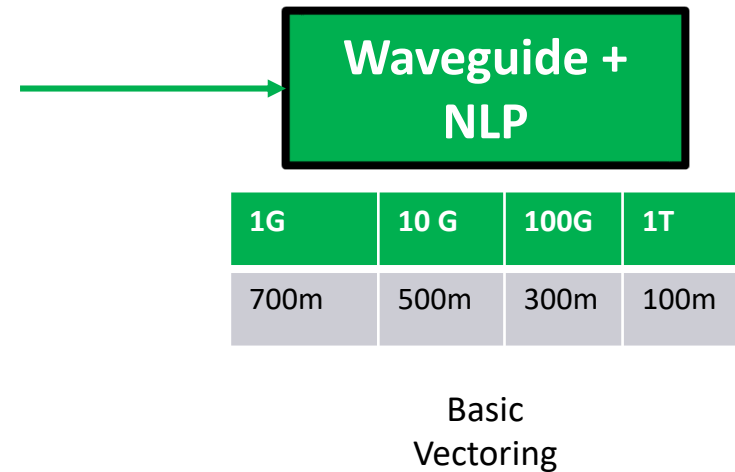 Waveguide +
NLP
1G 10 G 100G 1T
700m 500m 300m 100m
Basic
Vectoring